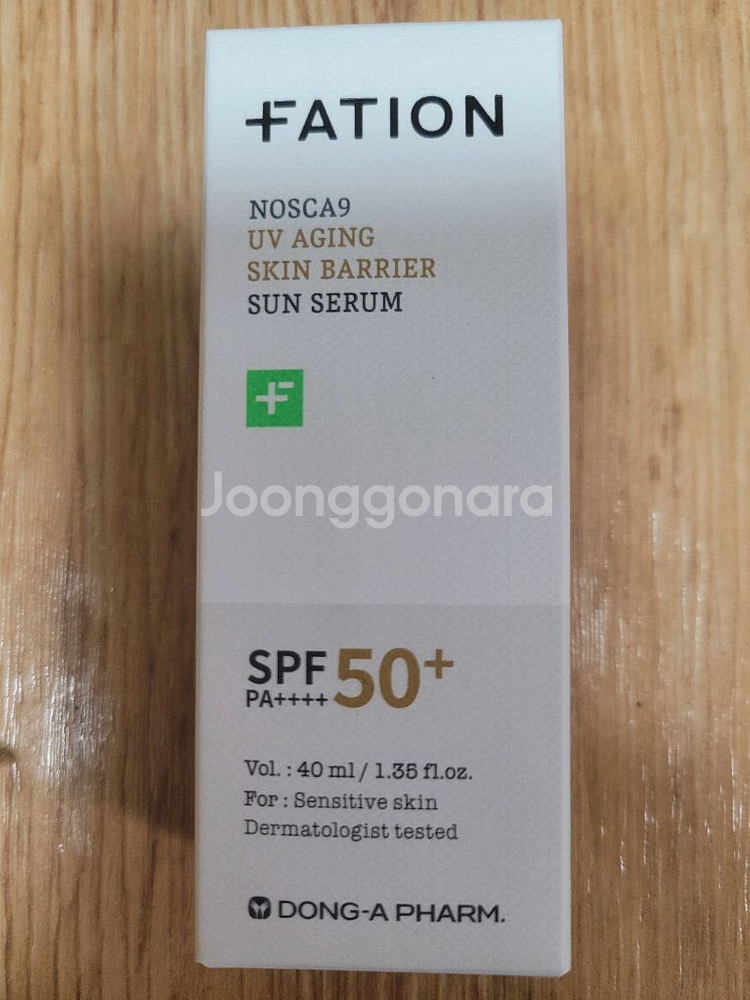 FATION
NOSCA9
UV AGING
SKIN BARRIER
SUN SERUM
Joonggonara
SPF 50+
PA++++
Vol. : 40 ml / 1.35 fl.oz.
For : Sensitive skin
Dermatologist tested
DONG-A PHARM.